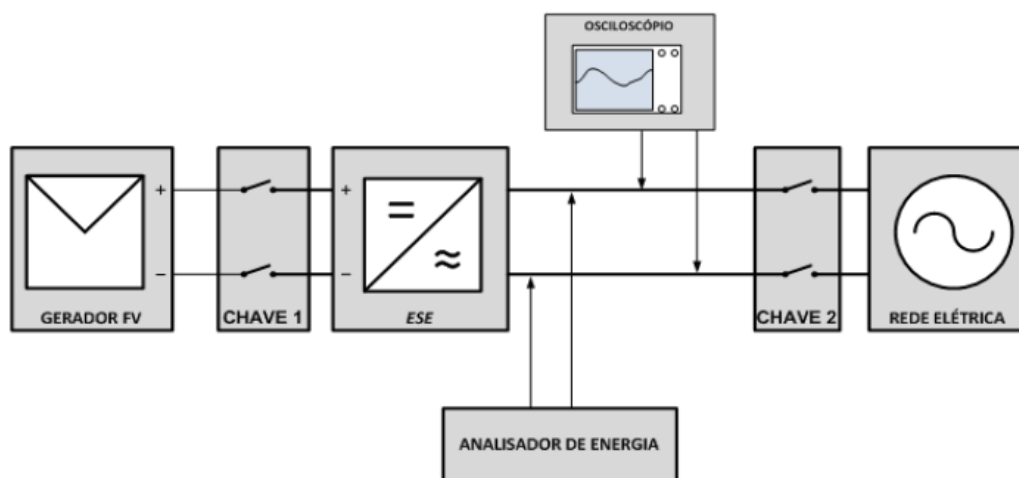 OSCILOSCÓPIO
+
+
−
−
GERADOR FV
CHAVE 1
ESE
CHAVE 2
REDE ELÉTRICA
ANALISADOR DE ENERGIA